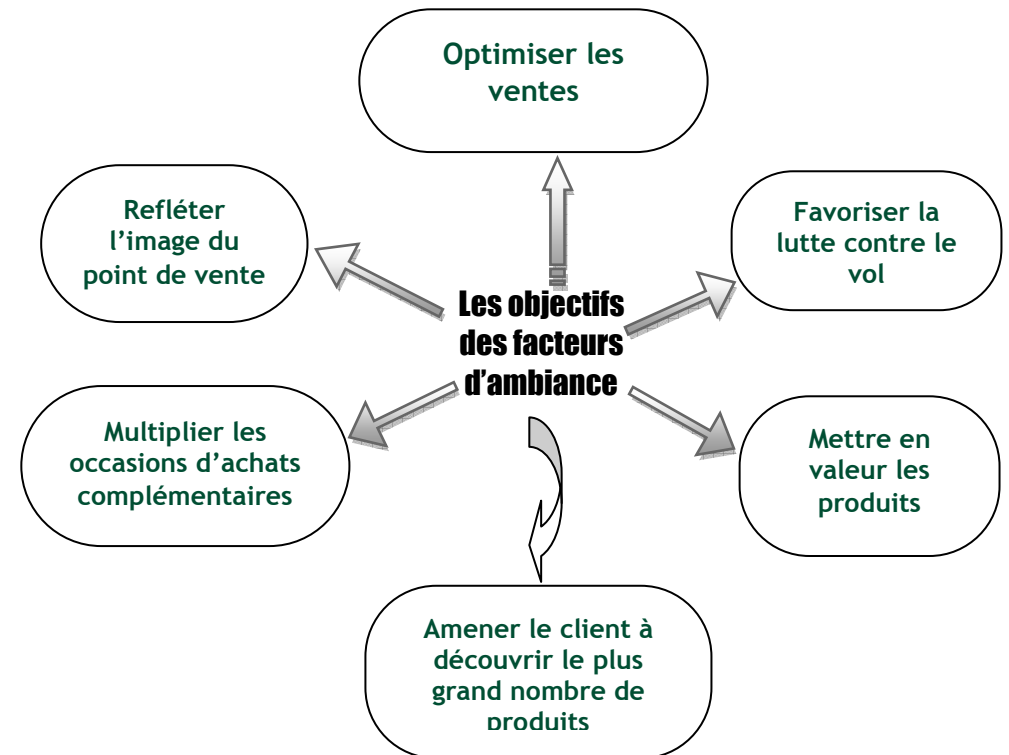 Optimiser les
ventes
Refléter
l'image du
point de vente
Favoriser la
lutte contre le
vol
Les objectifs
des facteurs
d'ambiance
Multiplier les
occasions d'achats
complémentaires
Mettre en
valeur les
produits
Amener le client à
découvrir le plus
grand nombre de
produits